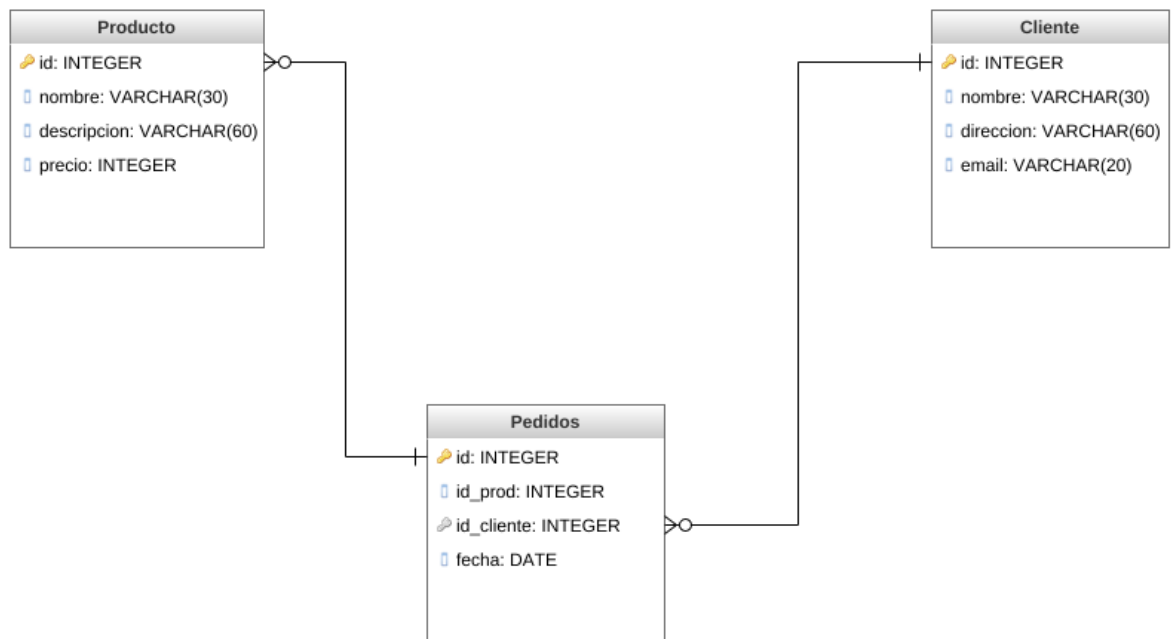 Producto
id: INTEGER
nombre: VARCHAR(30)
descripcion: VARCHAR(60)
precio: INTEGER
Cliente
id: INTEGER
nombre: VARCHAR(30)
direccion: VARCHAR(60)
email: VARCHAR(20)
Pedidos
id: INTEGER
id_prod: INTEGER
id_cliente: INTEGER
fecha: DATE